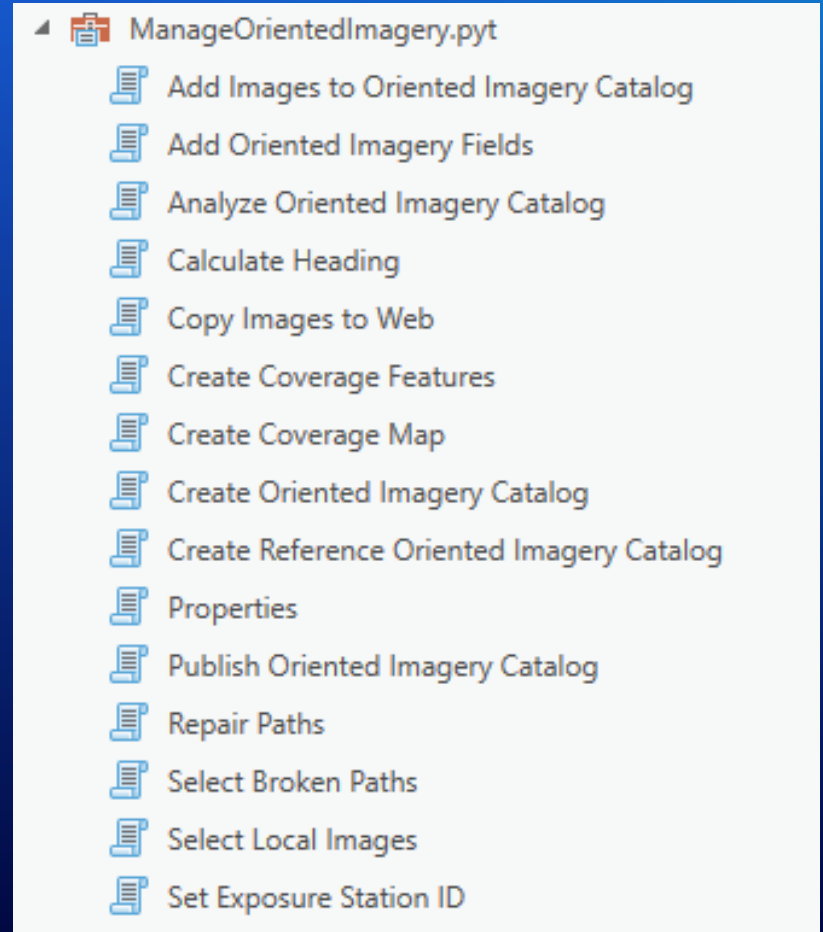 ManageOrientedImagery.pyt
Add Images to Oriented Imagery Catalog
Add Oriented Imagery Fields
Analyze Oriented Imagery Catalog
Calculate Heading
Copy Images to Web
Create Coverage Features
Create Coverage Map
Create Oriented Imagery Catalog
Create Reference Oriented Imagery Catalog
Properties
Publish Oriented Imagery Catalog
Repair Paths
Select Broken Paths
Select Local Images
Set Exposure Station ID